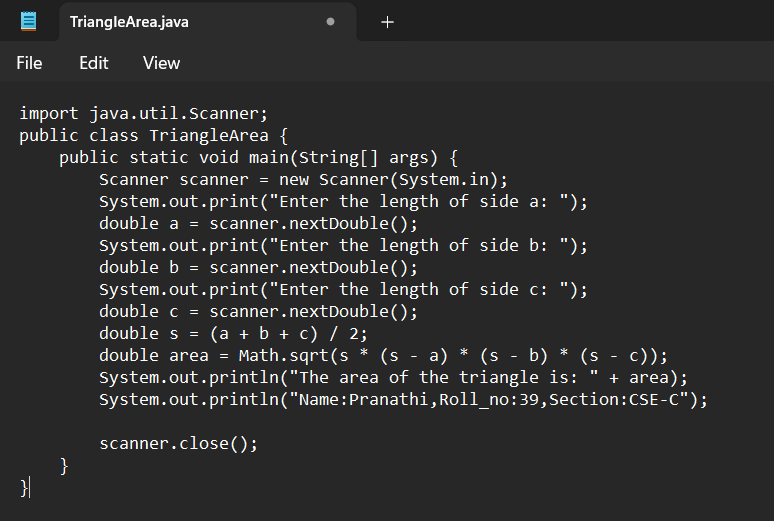 TriangleArea.java
File Edit View
import java.util.Scanner;
public class TriangleArea {
    public static void main(String[] args) {
        Scanner scanner = new Scanner(System.in);
        System.out.print("Enter the length of side a: ");
        double a = scanner.nextDouble();
        System.out.print("Enter the length of side b: ");
        double b = scanner.nextDouble();
        System.out.print("Enter the length of side c: ");
        double c = scanner.nextDouble();
        double s = (a + b + c) / 2;
        double area = Math.sqrt(s * (s - a) * (s - b) * (s - c));
        System.out.println("The area of the triangle is: " + area);
        System.out.println("Name:Pranathi,Roll_no:39,Section:CSE-C");
        scanner.close();
    }
}